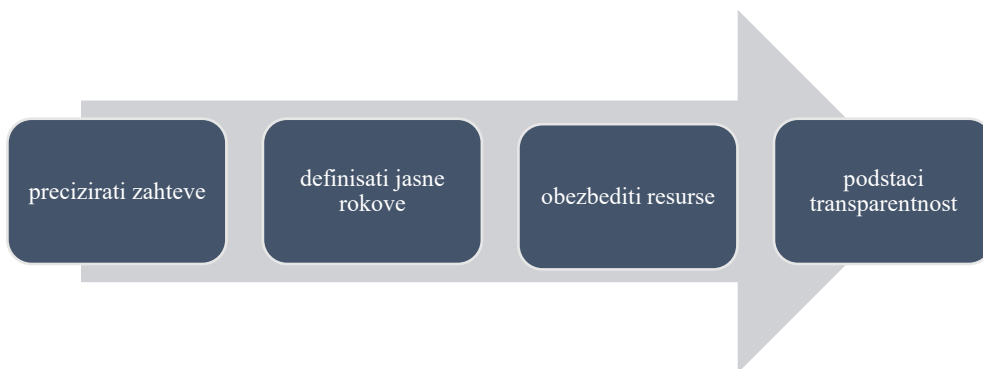 precizirati zahteve
definisati jasne
rokove
obezbediti resurse
podstaci
transparentnost